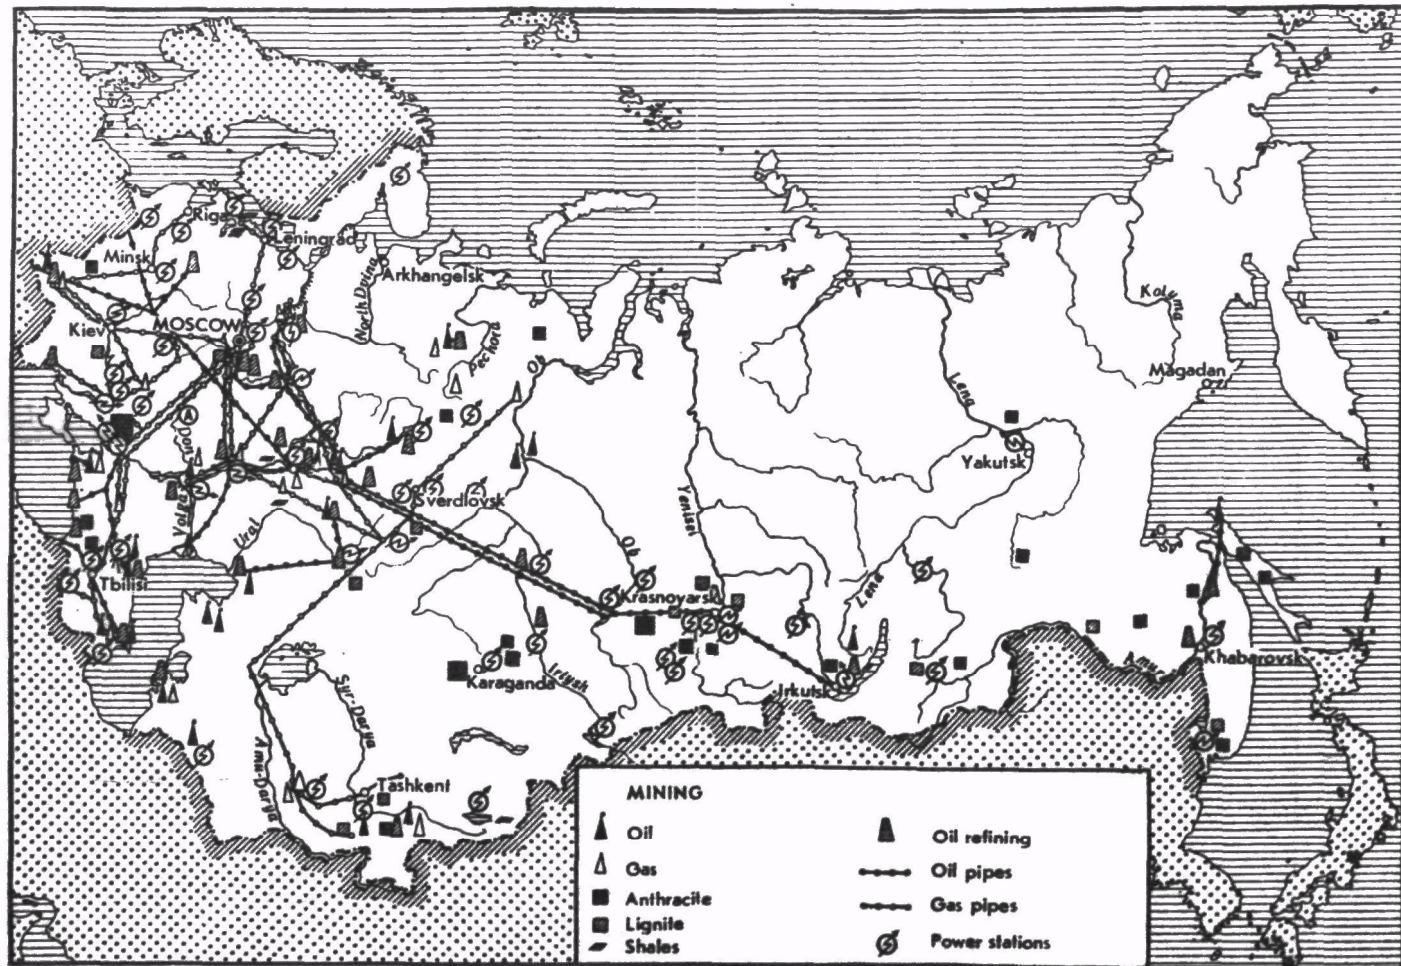 Riga
Leningrad
Minsk
North Dvina
Arkhangelsk
Kiev
MOSCOW
Pechora
Ob
Kolyma
Magadan
Lena
Don
A
Yakutsk
Sverdlovsk
Yenisei
Volga
Ural
Ob
Tbilisi
Krasnoyarsk
Lena
Khabarovsk
Amur
Karaganda
Irtysh
Irkutsk
Syr-Darya
Amu-Darya
Tashkent
MINING
Oil
Gas
Anthracite
Lignite
Shales
Oil refining
Oil pipes
Gas pipes
Power stations